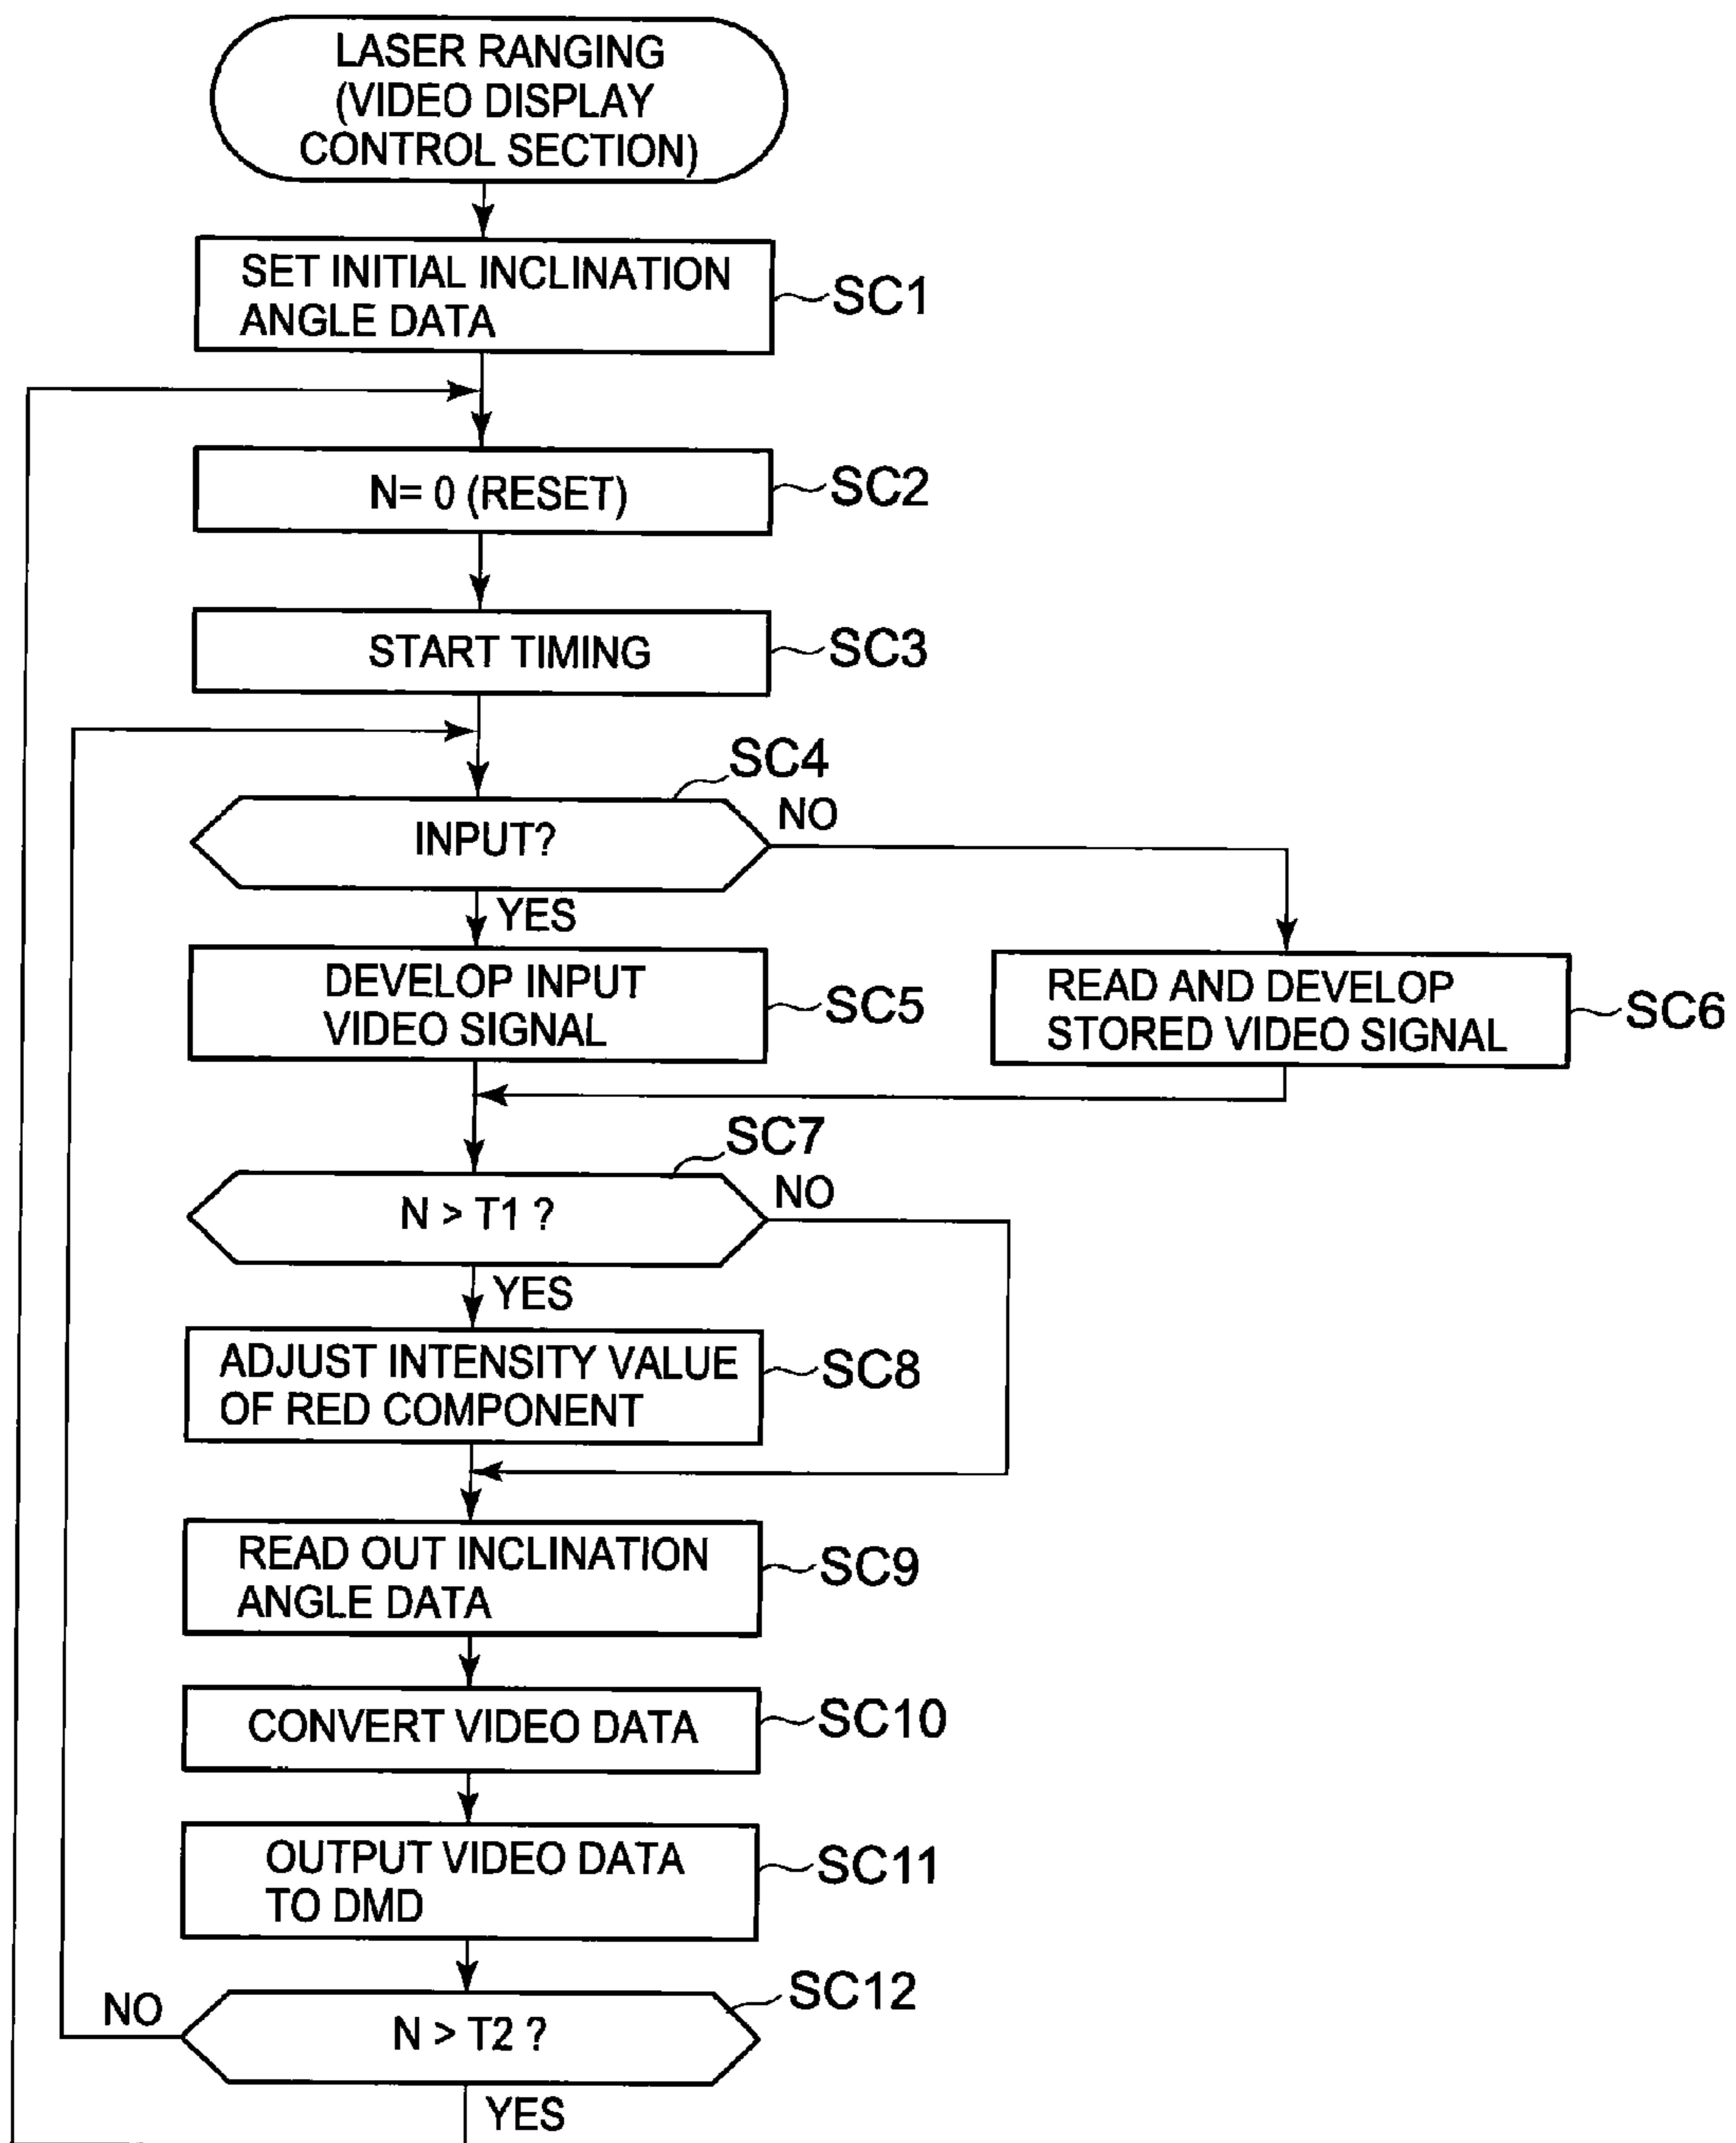 LASER RANGING
(VIDEO DISPLAY
CONTROL SECTION)
SET INITIAL INCLINATION
ANGLE DATA
SC1
N= 0 (RESET)
SC2
START TIMING
SC3
SC4
INPUT?
NO
YES
DEVELOP INPUT
VIDEO SIGNAL
SC5
READ AND DEVELOP
STORED VIDEO SIGNAL
SC6
SC7
N > T1 ?
NO
YES
ADJUST INTENSITY VALUE
OF RED COMPONENT
SC8
READ OUT INCLINATION
ANGLE DATA
SC9
CONVERT VIDEO DATA
SC10
OUTPUT VIDEO DATA
TO DMD
SC11
SC12
NO
N > T2 ?
YES